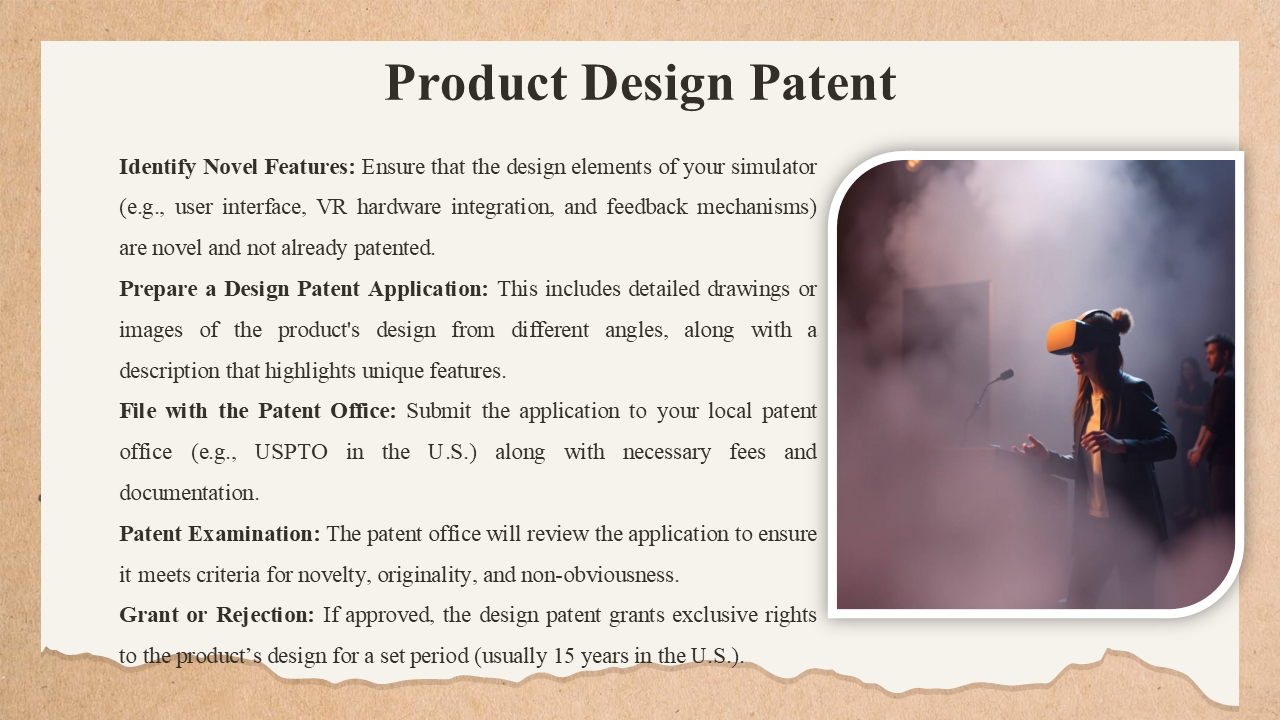 Product Design Patent
Identify Novel Features: Ensure that the design elements of your simulator
(e.g., user interface, VR hardware integration, and feedback mechanisms)
are novel and not already patented.
Prepare a Design Patent Application: This includes detailed drawings or
images of the product's design from different angles, along with a
description that highlights unique features.
File with the Patent Office: Submit the application to your local patent
office (e.g., USPTO in the U.S.) along with necessary fees and
documentation.
Patent Examination: The patent office will review the application to ensure
it meets criteria for novelty, originality, and non-obviousness.
Grant or Rejection: If approved, the design patent grants exclusive rights
to the product’s design for a set period (usually 15 years in the U.S.).